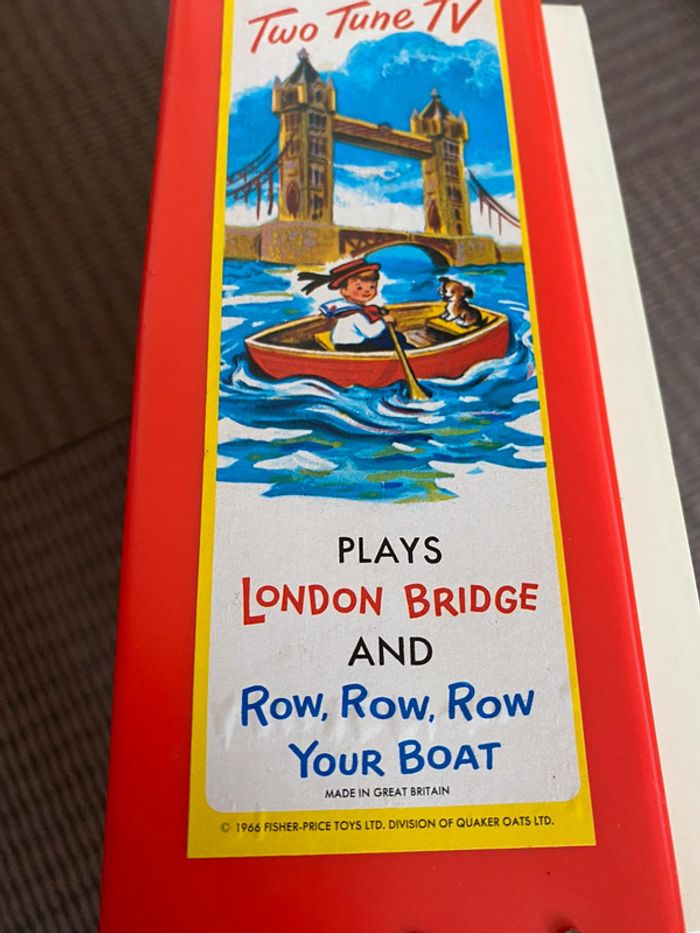 Two Tune TV
PLAYS
LONDON BRIDGE
AND
ROW, ROW, ROW
YOUR BOAT
MADE IN GREAT BRITAIN
© 1966 FISHER-PRICE TOYS LTD. DIVISION OF QUAKER OATS LTD.